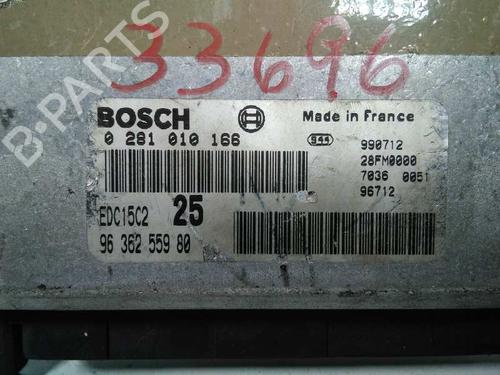 33696
B-PARTS
BOSCH
Made in France
0 281 010 166
944
990712
28FM0000
7036 0051
96712
EDC15C2 25
96 362 559 80